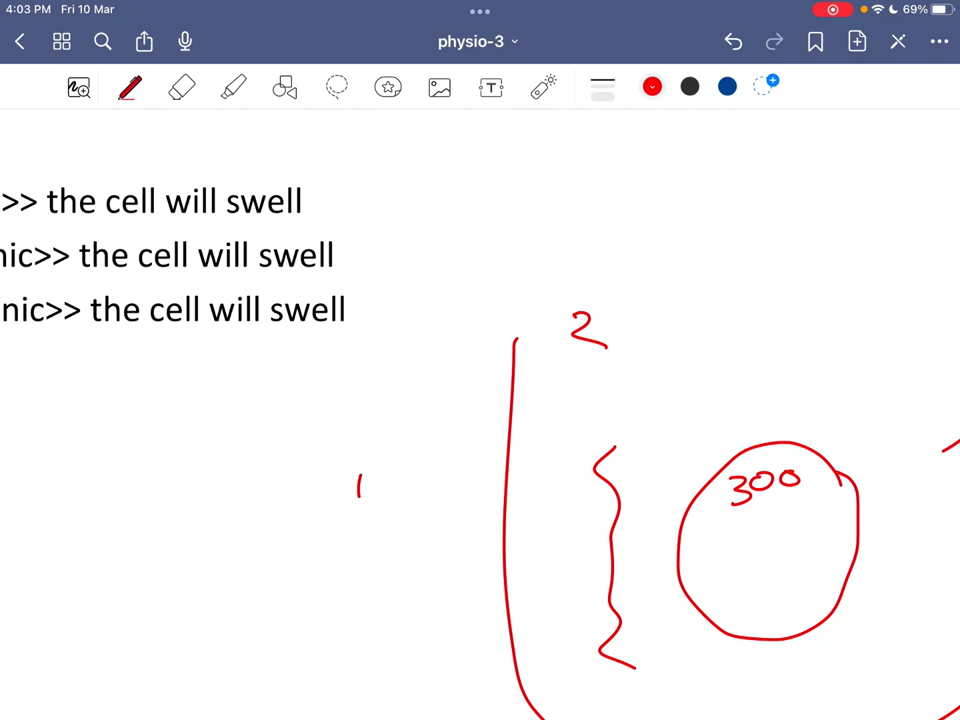 4:03 PM Fri 10 Mar 69%
physio-3
T
>> the cell will swell
nic>> the cell will swell
nic>> the cell will swell
2
300
1